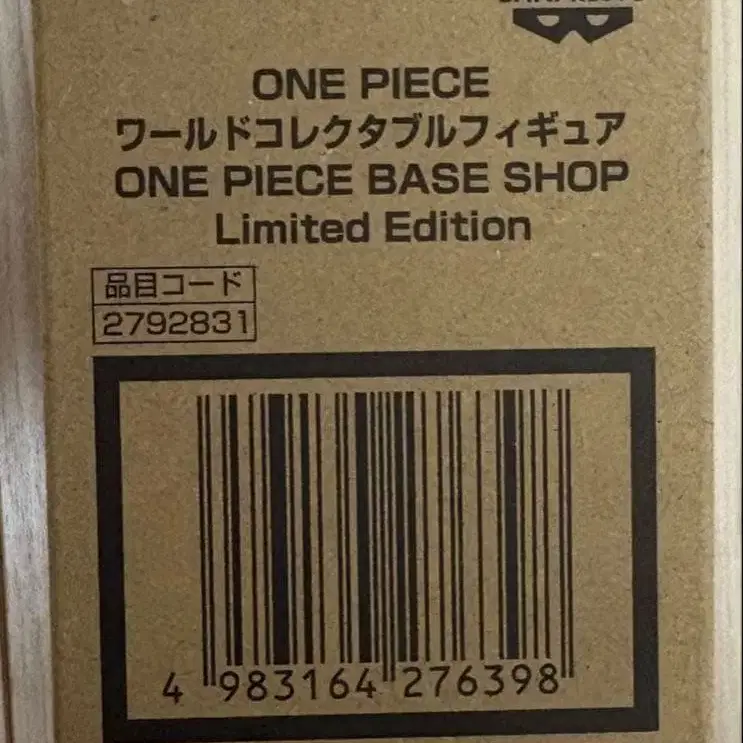 ONE PIECE
ワールドコレクタブルフィギュア
ONE PIECE BASE SHOP
Limited Edition
品目コード
2792831
4 983164 276398